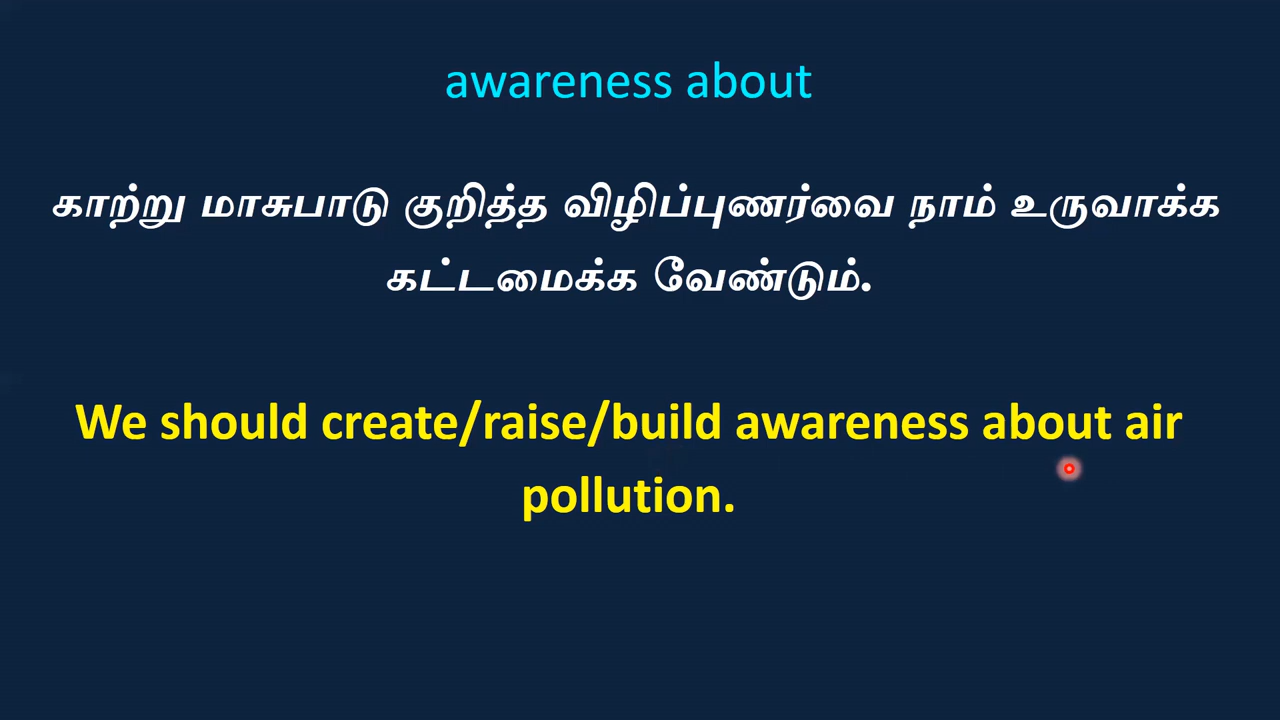 awareness about
காற்று மாசுபாடு குறித்த விழிப்புணர்வை நாம் உருவாக்க
கட்டமைக்க வேண்டும்.
We should create/raise/build awareness about air
pollution.